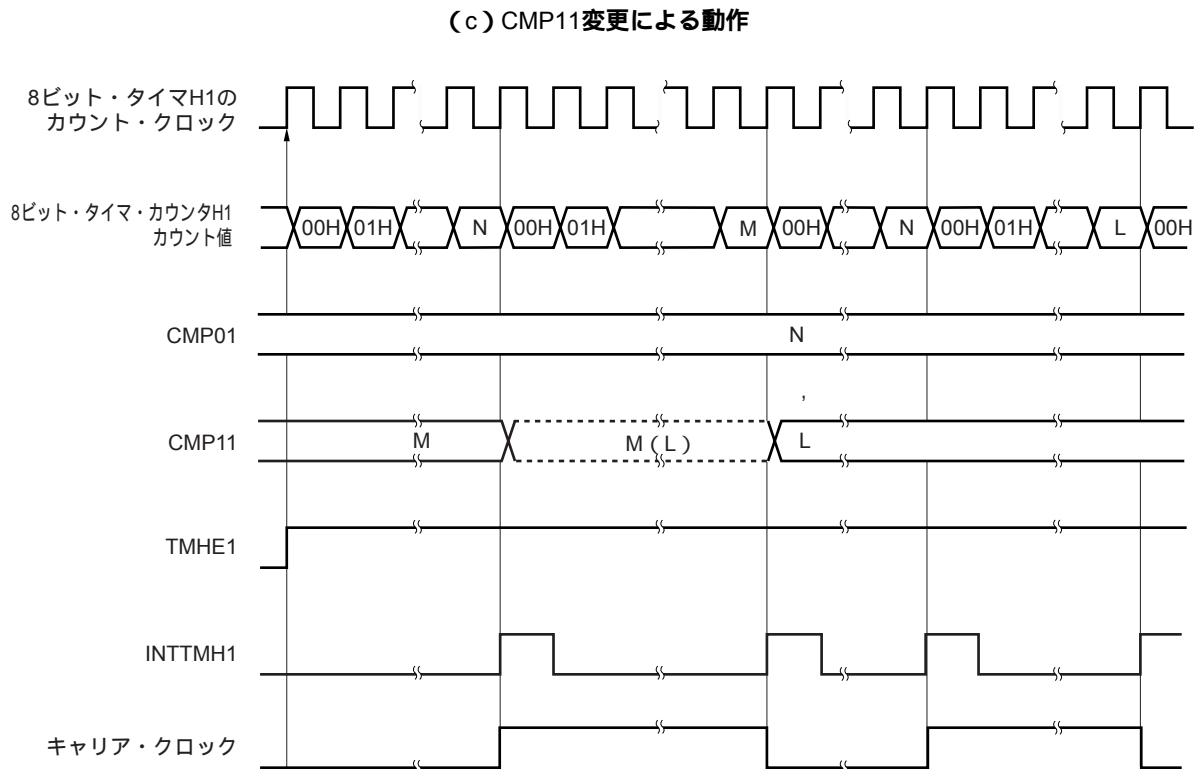 （c）CMP11変更による動作
8ビット・タイマH1の
カウント・クロック
8ビット・タイマ・カウンタH1
カウント値
00H 01H N 00H 01H M 00H N 00H 01H L 00H
CMP01
N
,
CMP11
M M（L） L
TMHE1
INTTMH1
キャリア・クロック